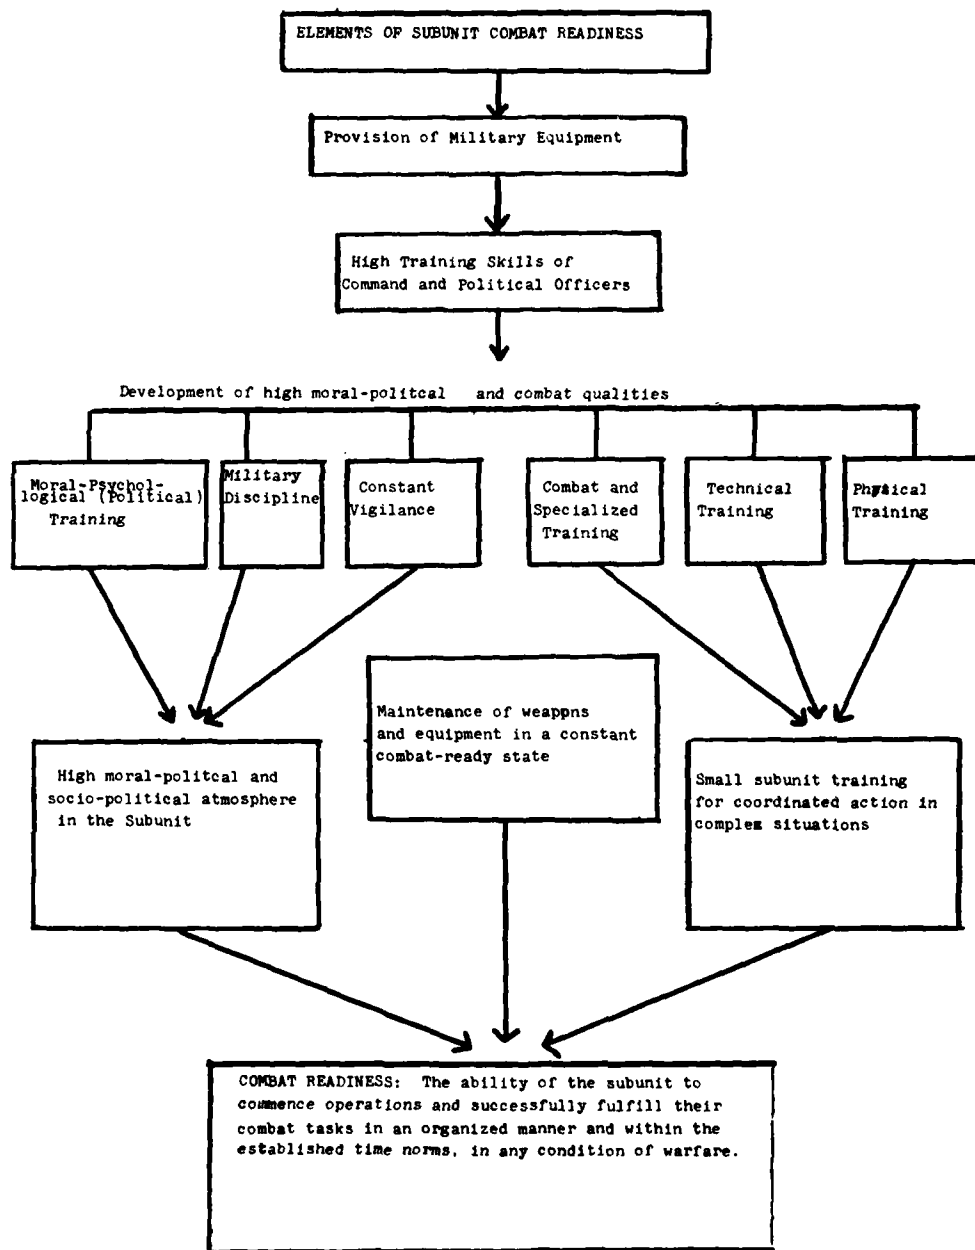 ELEMENTS OF SUBUNIT COMBAT READINESS
Provision of Military Equipment
High Training Skills of
Command and Political Officers
Development of high moral-politcal and combat qualities
Moral-Psychol-
logical (Political)
Training
Military
Discipline
Constant
Vigilance
Combat and
Specialized
Training
Technical
Training
Physical
Training
Maintenance of weappns
and equipment in a constant
combat-ready state
High moral-politcal and
socio-political atmosphere
in the Subunit
Small subunit training
for coordinated action in
complex situations
COMBAT READINESS: The ability of the subunit to
commence operations and successfully fulfill their
combat tasks in an organized manner and within the
established time norms, in any condition of warfare.